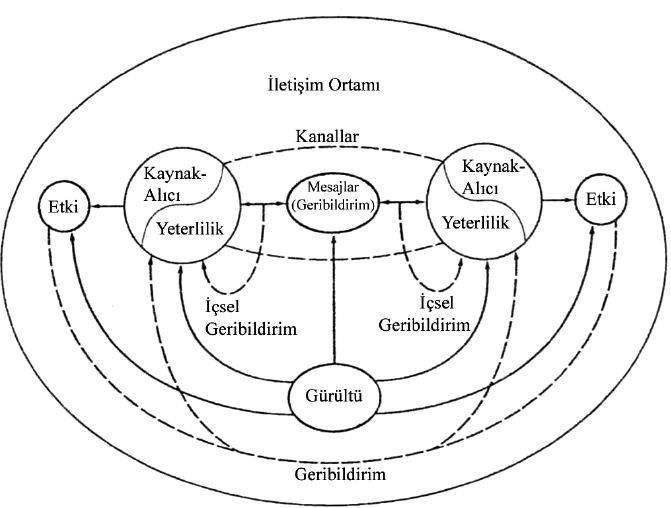 İletişim Ortamı
Kanallar
Kaynak-
Alıcı
Yeterlilik
Etki
Mesajlar
(Geribildirim)
Kaynak-
Alıcı
Yeterlilik
Etki
İçsel
Geribildirim
İçsel
Geribildirim
Gürültü
Geribildirim